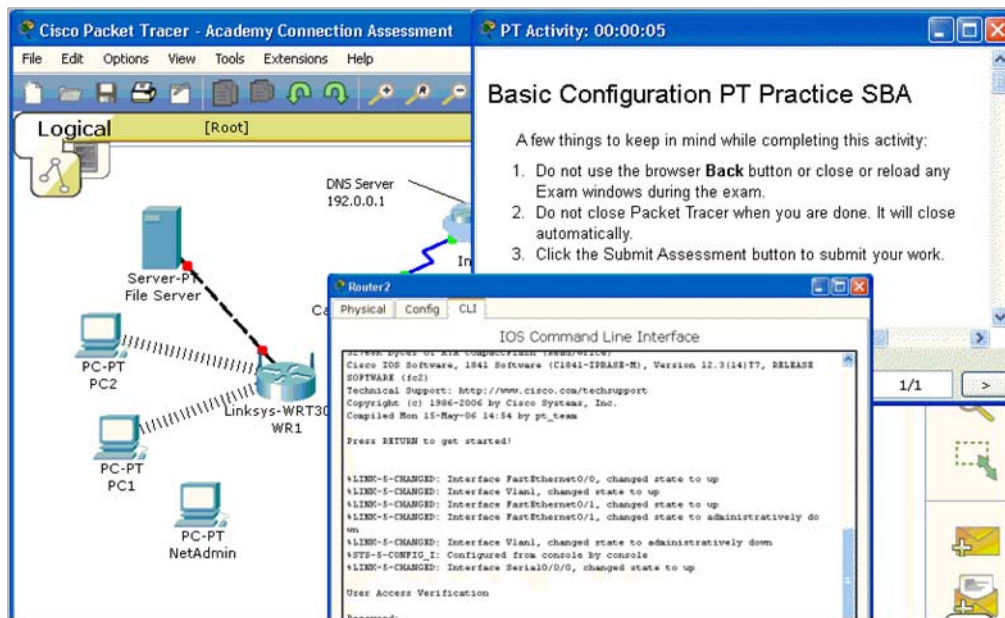 Cisco Packet Tracer - Academy Connection Assessment
File Edit Options View Tools Extensions Help
Logical
[Root]
DNS Server
192.0.0.1
In
Server-PT
File Server
Ca
PC-PT
PC2
Linksys-WRT30
WR1
PC-PT
PC1
PC-PT
NetAdmin
PT Activity: 00:00:05
Basic Configuration PT Practice SBA
A few things to keep in mind while completing this activity:
1. Do not use the browser Back button or close or reload any
Exam windows during the exam.
2. Do not close Packet Tracer when you are done. It will close
automatically.
3. Click the Submit Assessment button to submit your work.
1/1
>
Router2
Physical Config CLI
IOS Command Line Interface
Cisco IOS Software, 1841 Software (C1841-IPBASE-M), Version 12.3(14)T7, RELEASE
SOFTWARE (fc2)
Technical Support: http://www.cisco.com/techsupport
Copyright (c) 1986-2006 by Cisco Systems, Inc.
Compiled Mon 15-May-06 14:54 by pt_team
Press RETURN to get started!
%LINK-5-CHANGED: Interface FastEthernet0/0, changed state to up
%LINK-5-CHANGED: Interface Vlan1, changed state to up
%LINK-5-CHANGED: Interface FastEthernet0/1, changed state to up
%LINK-5-CHANGED: Interface FastEthernet0/1, changed state to administratively do
wn
%LINK-5-CHANGED: Interface Vlan1, changed state to administratively down
%SYS-5-CONFIG_I: Configured from console by console
%LINK-5-CHANGED: Interface Serial0/0/0, changed state to up
User Access Verification
Password: